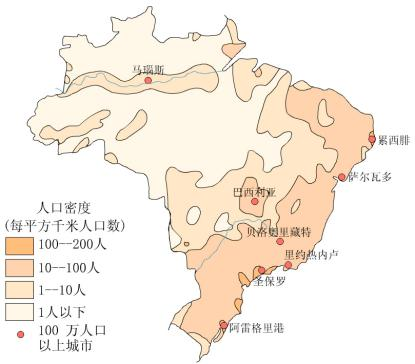 马瑙斯
累西腓
萨尔瓦多
巴西利亚
贝洛奥里藏特
里约热内卢
圣保罗
阿雷格里港
人口密度
(每平方千米人口数)
100--200人
10--100人
1--10人
1人以下
100 万人口
以上城市